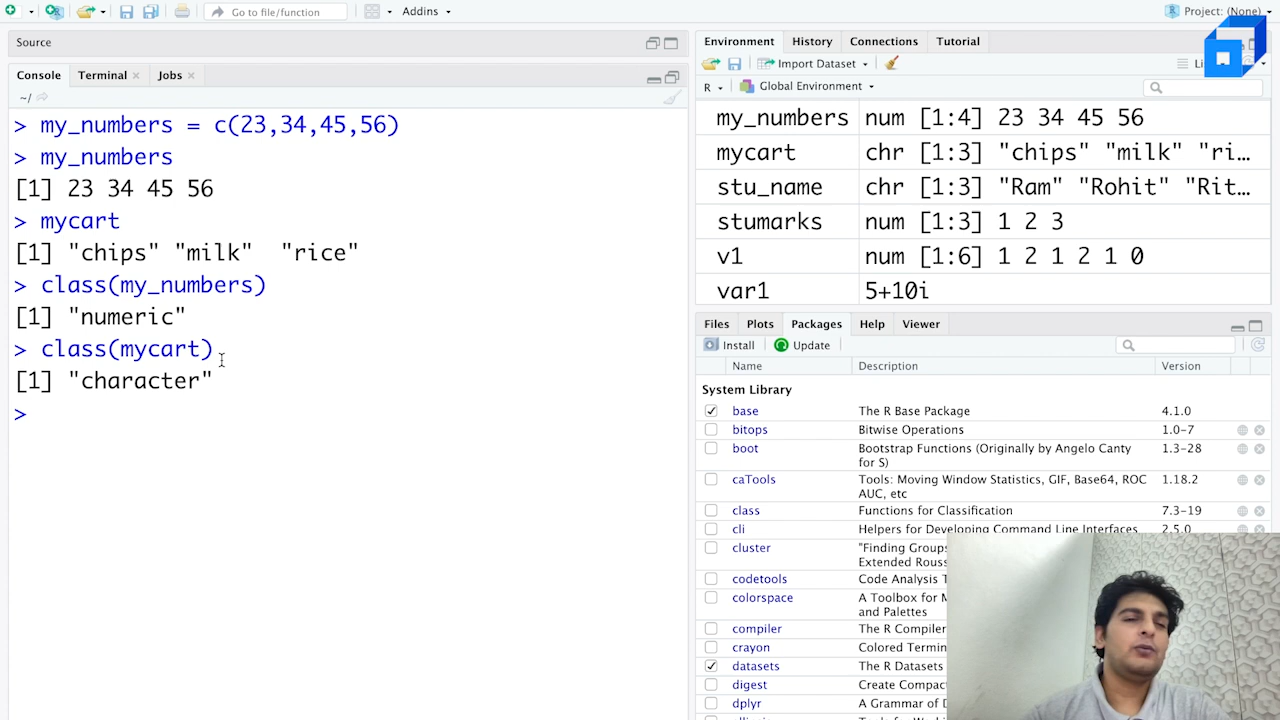 Go to file/function
Addins
Project: (None)
Source
Console Terminal Jobs
~/
> my_numbers = c(23,34,45,56)
> my_numbers
[1] 23 34 45 56
> mycart
[1] "chips" "milk"  "rice"
> class(my_numbers)
[1] "numeric"
> class(mycart)
[1] "character"
>
Environment History Connections Tutorial
Import Dataset
R Global Environment
my_numbers num [1:4] 23 34 45 56
mycart chr [1:3] "chips" "milk" "ri…
stu_name chr [1:3] "Ram" "Rohit" "Rit…
stumarks num [1:3] 1 2 3
v1 num [1:6] 1 2 1 2 1 0
var1 5+10i
Files Plots Packages Help Viewer
Install Update
Name Description Version
System Library
base The R Base Package 4.1.0
bitops Bitwise Operations 1.0-7
boot Bootstrap Functions (Originally by Angelo Canty 1.3-28
for S)
caTools Tools: Moving Window Statistics, GIF, Base64, ROC 1.18.2
AUC, etc
class Functions for Classification 7.3-19
cli Helpers for Developing Command Line Interfaces 2.5.0
cluster "Finding Groups
Extended Rous
codetools Code Analysis
colorspace A Toolbox for
and Palettes
compiler The R Compiler
crayon Colored Termin
datasets The R Datasets
digest Create Compac
dplyr A Grammar of